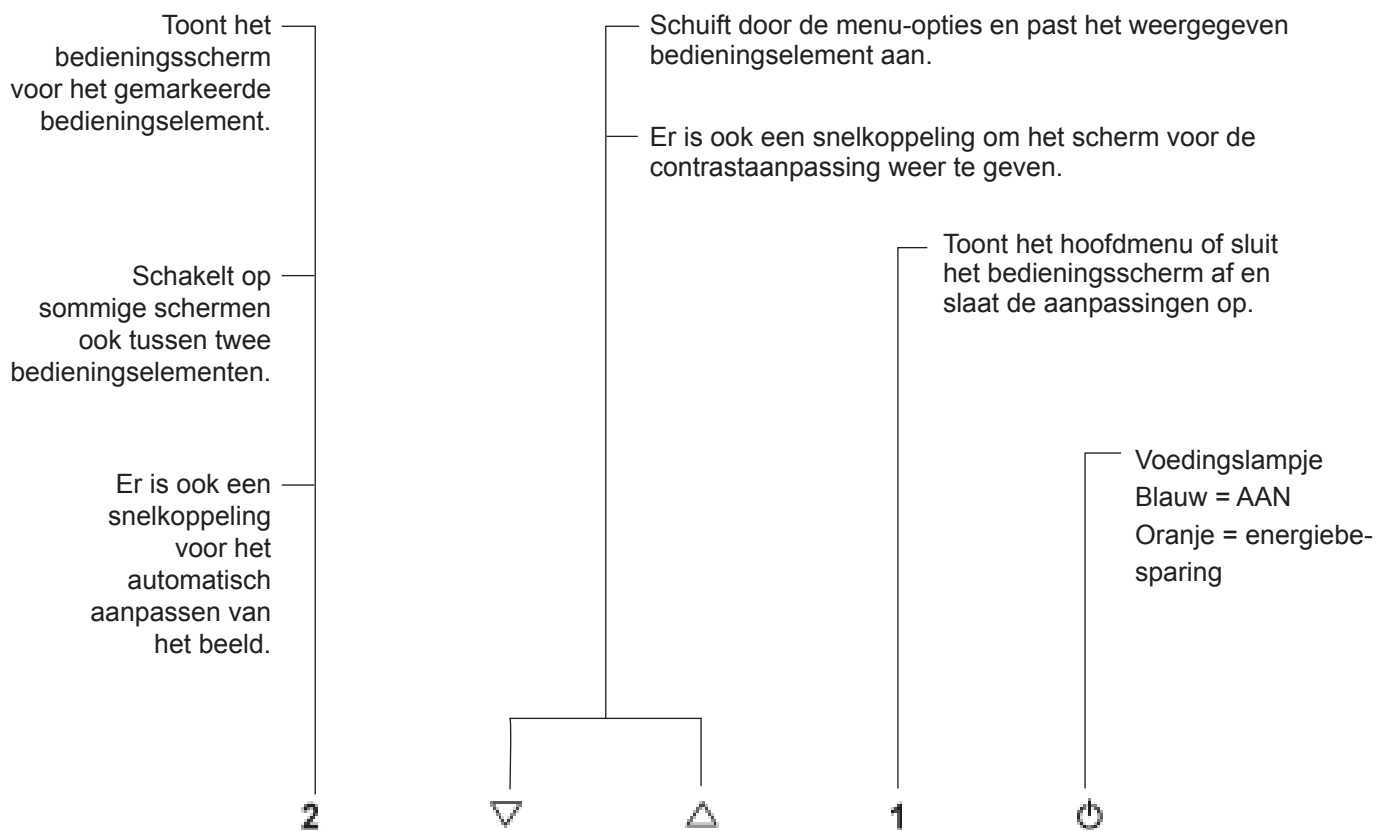 Toont het
bedieningsscherm
voor het gemarkeerde
bedieningselement.
Schakelt op
sommige schermen
ook tussen twee
bedieningselementen.
Er is ook een
snelkoppeling
voor het
automatisch
aanpassen van
het beeld.
Schuift door de menu-opties en past het weergegeven
bedieningselement aan.
Er is ook een snelkoppeling om het scherm voor de
contrastaanpassing weer te geven.
Toont het hoofdmenu of sluit
het bedieningsscherm af en
slaat de aanpassingen op.
Voedingslampje
Blauw = AAN
Oranje = energiebe-
sparing
2 ▽ △ 1 ⏻